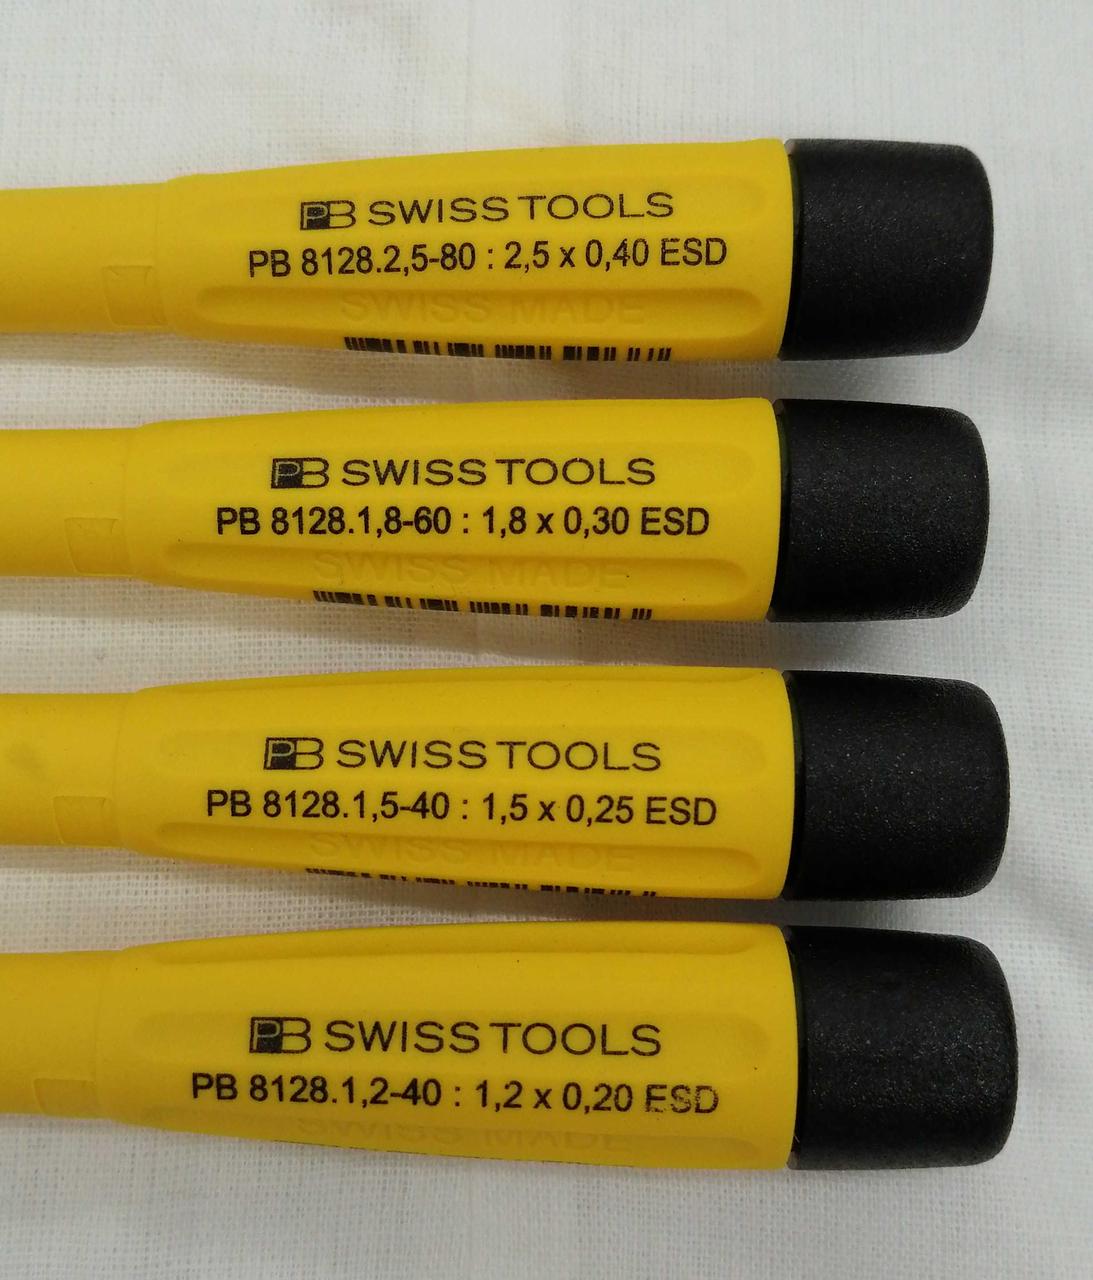 PB SWISS TOOLS
PB 8128.2,5-80 : 2,5 x 0,40 ESD
SWISS MADE
PB SWISS TOOLS
PB 8128.1,8-60 : 1,8 x 0,30 ESD
SWISS MADE
PB SWISS TOOLS
PB 8128.1,5-40 : 1,5 x 0,25 ESD
SWISS MADE
PB SWISS TOOLS
PB 8128.1,2-40 : 1,2 x 0,20 ESD
SWISS MADE